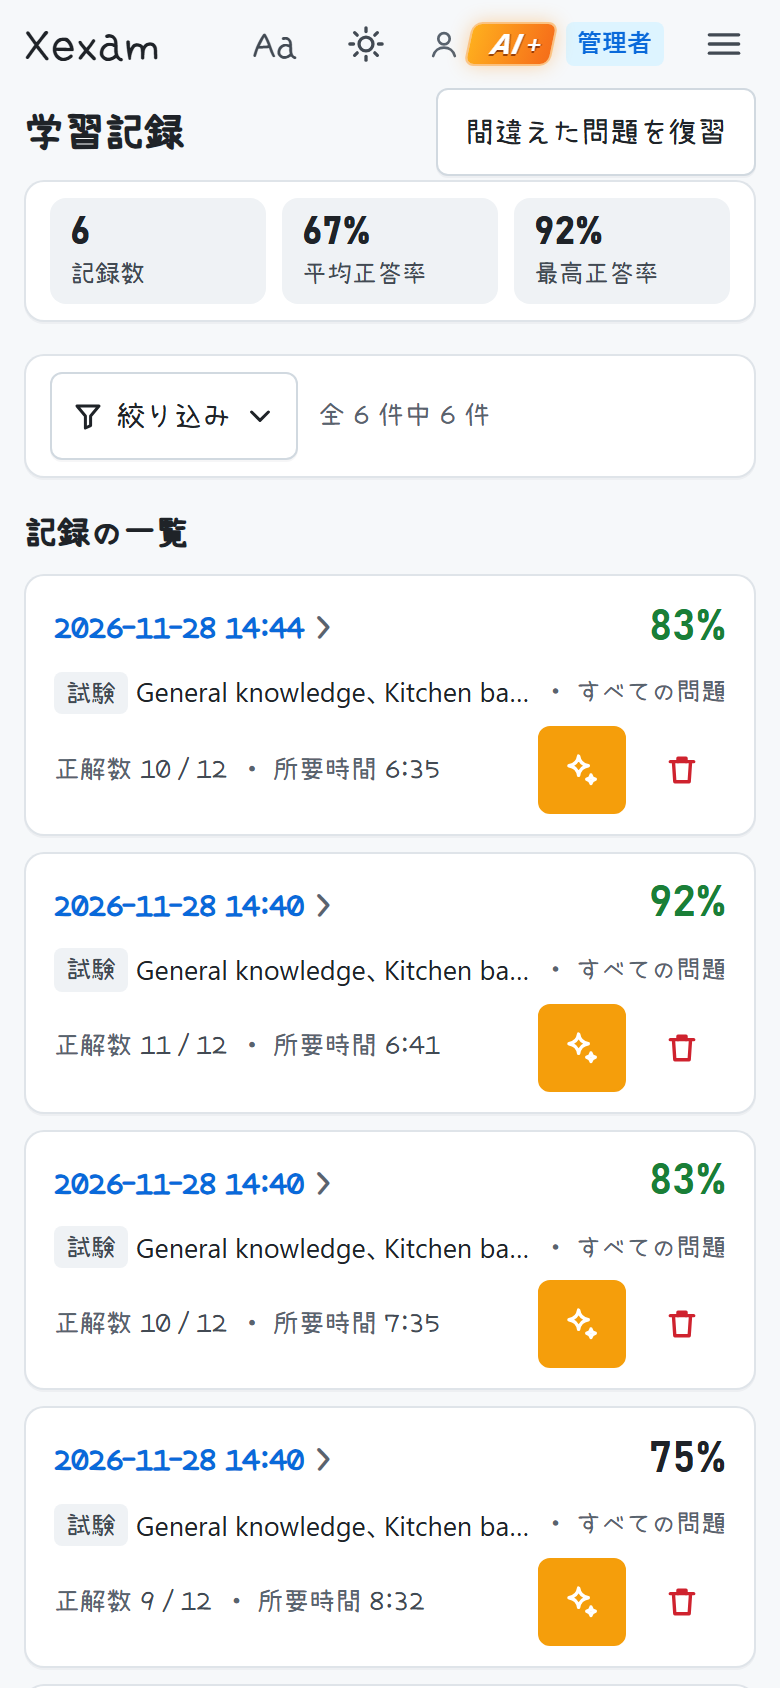 Xexam Aa AI+ 管理者
学習記録 間違えた問題を復習
6 67% 92%
記録数 平均正答率 最高正答率
絞り込み 全 6 件中 6 件
記録の一覧
2026-11-28 14:44 83%
試験 General knowledge、Kitchen ba... ・ すべての問題
正解数 10 / 12 ・ 所要時間 6:35
2026-11-28 14:40 92%
試験 General knowledge、Kitchen ba... ・ すべての問題
正解数 11 / 12 ・ 所要時間 6:41
2026-11-28 14:40 83%
試験 General knowledge、Kitchen ba... ・ すべての問題
正解数 10 / 12 ・ 所要時間 7:35
2026-11-28 14:40 75%
試験 General knowledge、Kitchen ba... ・ すべての問題
正解数 9 / 12 ・ 所要時間 8:32